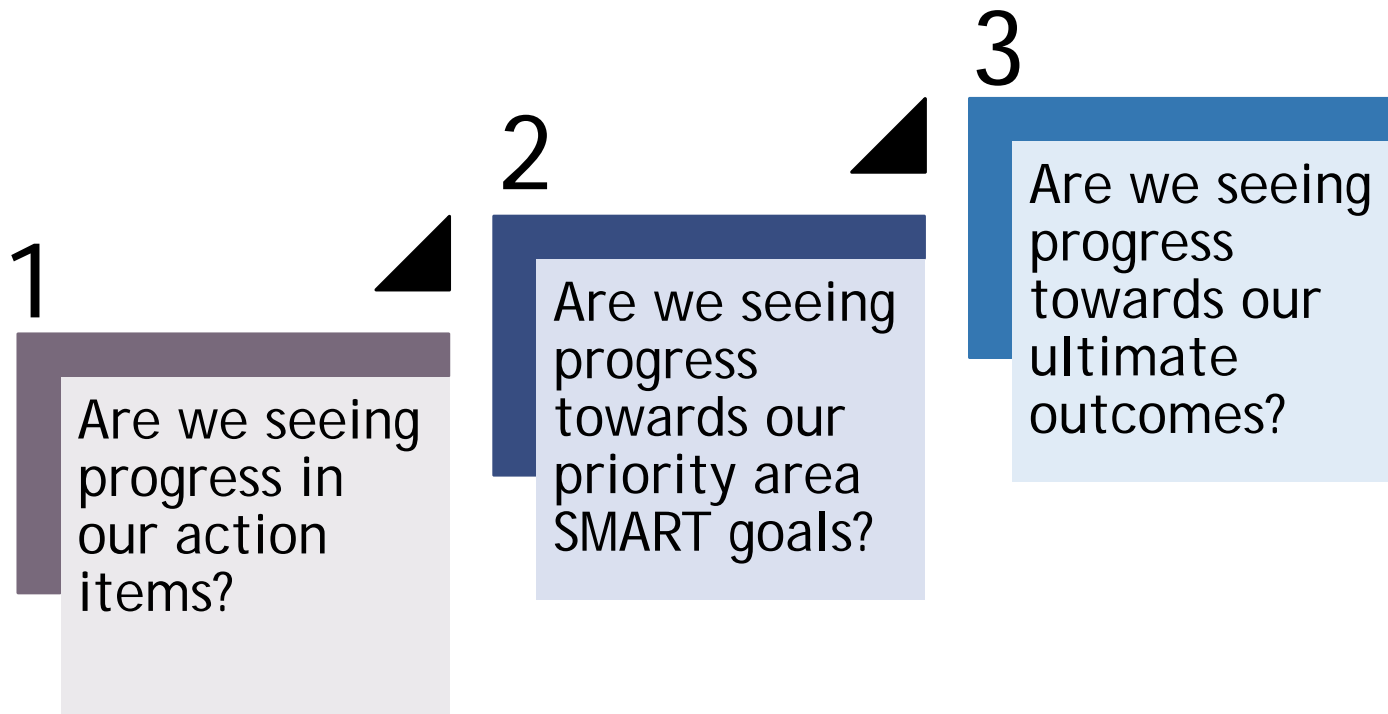 1
Are we seeing
progress in
our action
items?
2
Are we seeing
progress
towards our
priority area
SMART goals?
3
Are we seeing
progress
towards our
ultimate
outcomes?